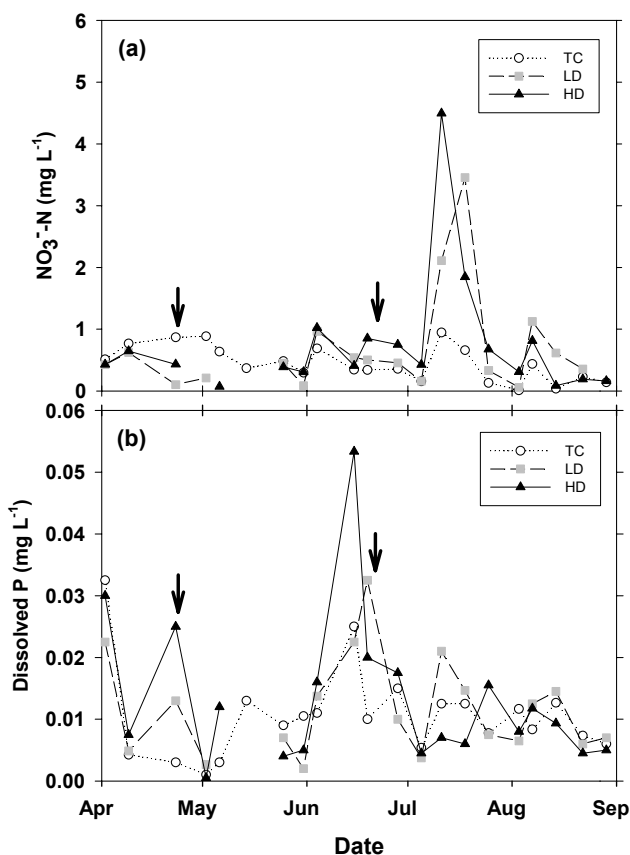 6
(a)
TC
5
LD
HD
4
NO3--N (mg L-1)
3
2
1
0
0.06
(b)
TC
0.05
LD
HD
0.04
Dissolved P (mg L-1)
0.03
0.02
0.01
0.00
Apr May Jun Jul Aug Sep
Date